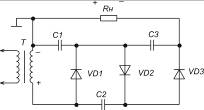 + −
Rн
C1
C3
T
−
VD1
VD2
VD3
+
C2